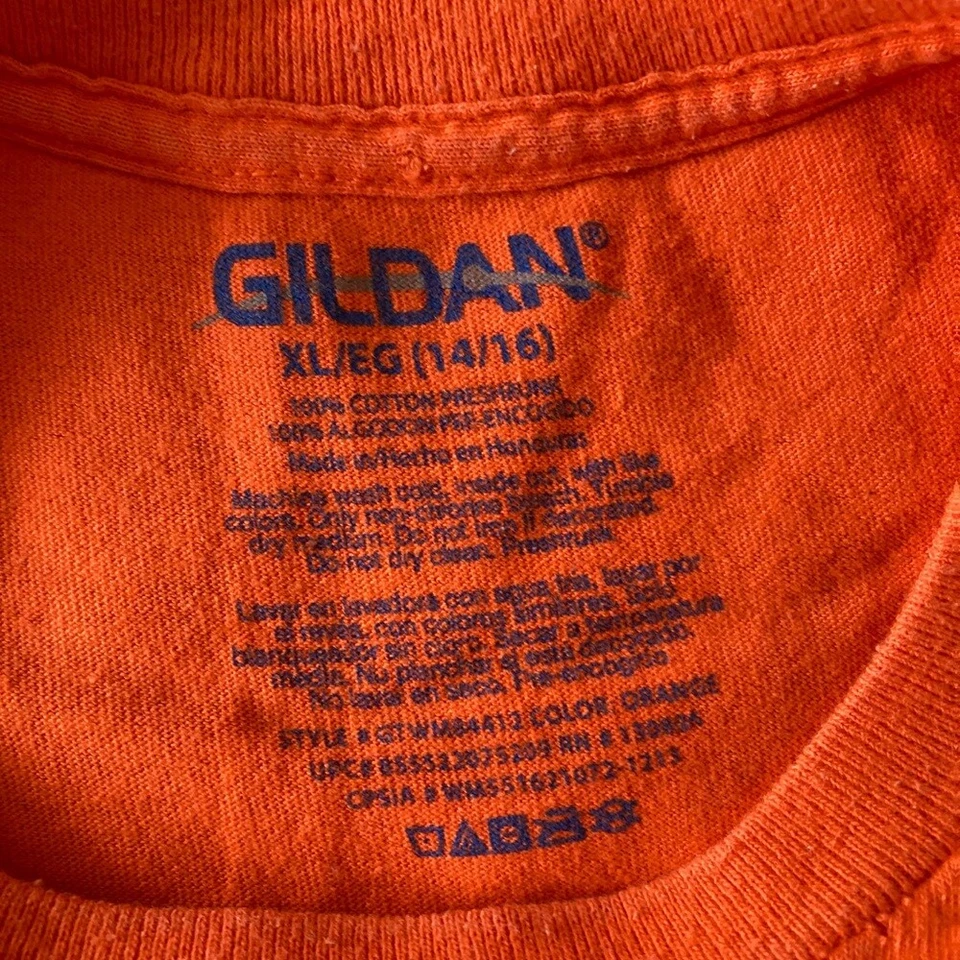 GILDAN®
XL/EG (14/16)
100% COTTON PRESHRUNK
100% ALGODON PRE-ENCOGIDO
Made in/Hecho en Honduras
Machine wash cold, inside out, with like
colors. Only non-chlorine bleach. Tumble
dry medium. Do not iron if decorated.
Do not dry clean. Preshrunk.
Lavar en lavadora con agua fria, lavar por
el reves, con colores similares. Solo
blanqueador sin cloro. Secar a temperatura
media. No planchar si esta decorado.
No lavar en seco. Pre-encogito
STYLE # GTWM84412 COLOR: ORANGE
UPC# RN #
CPSIA # WM551621072-1213